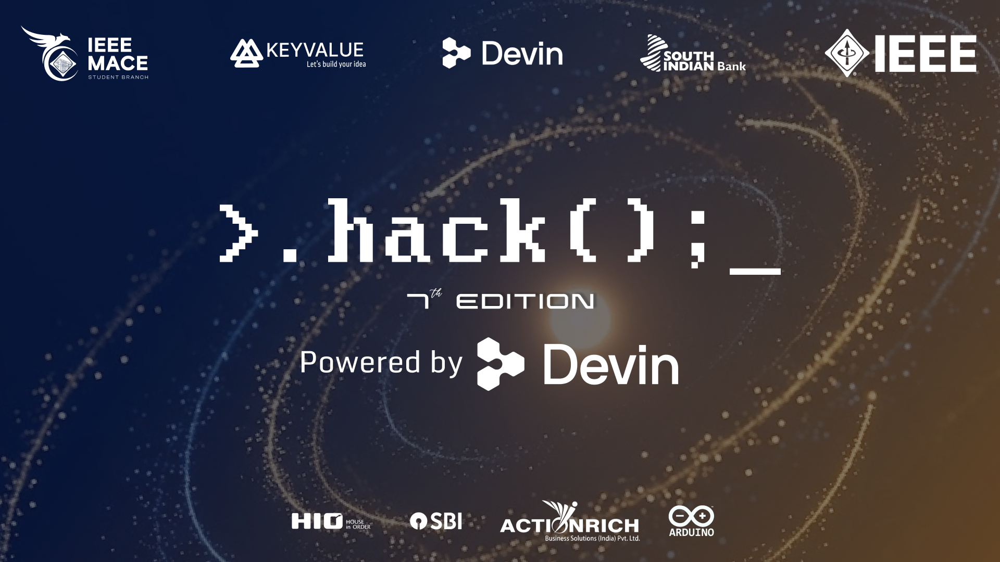 IEEE
MACE
STUDENT BRANCH
KEYVALUE
Let's build your idea
Devin
SOUTH
INDIAN Bank
IEEE
®
>.hack();_
7th EDITION
Powered by Devin
HIO HOUSE
in ORDER
SBI
ACTIONRICH
Business Solutions (India) Pvt. Ltd.
ARDUINO
™